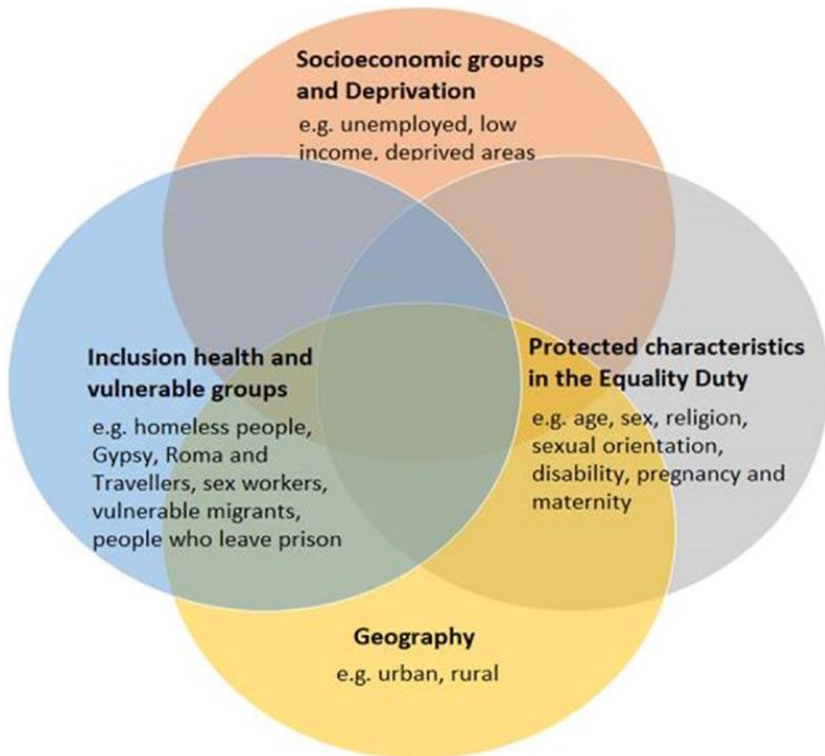 Socioeconomic groups
and Deprivation
e.g. unemployed, low
income, deprived areas
Inclusion health and
vulnerable groups
e.g. homeless people,
Gypsy, Roma and
Travellers, sex workers,
vulnerable migrants,
people who leave prison
Protected characteristics
in the Equality Duty
e.g. age, sex, religion,
sexual orientation,
disability, pregnancy and
maternity
Geography
e.g. urban, rural